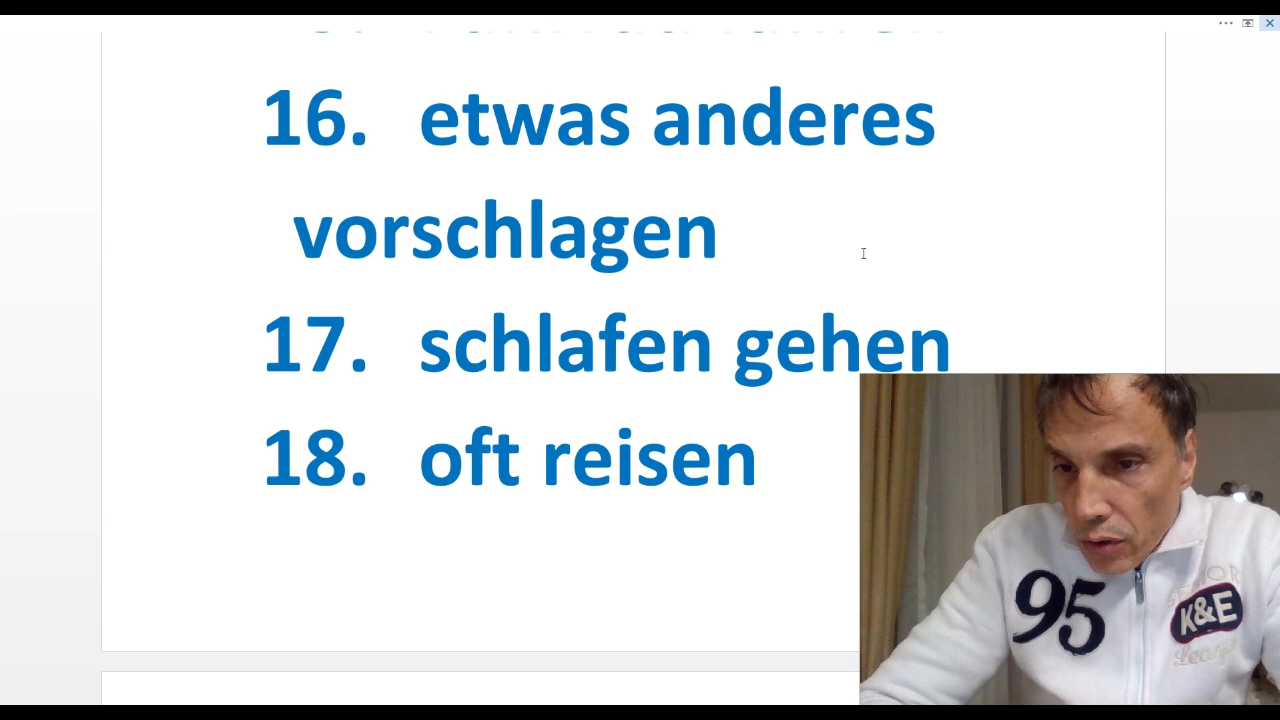 16. etwas anderes
vorschlagen
17. schlafen gehen
18. oft reisen
95
K&E